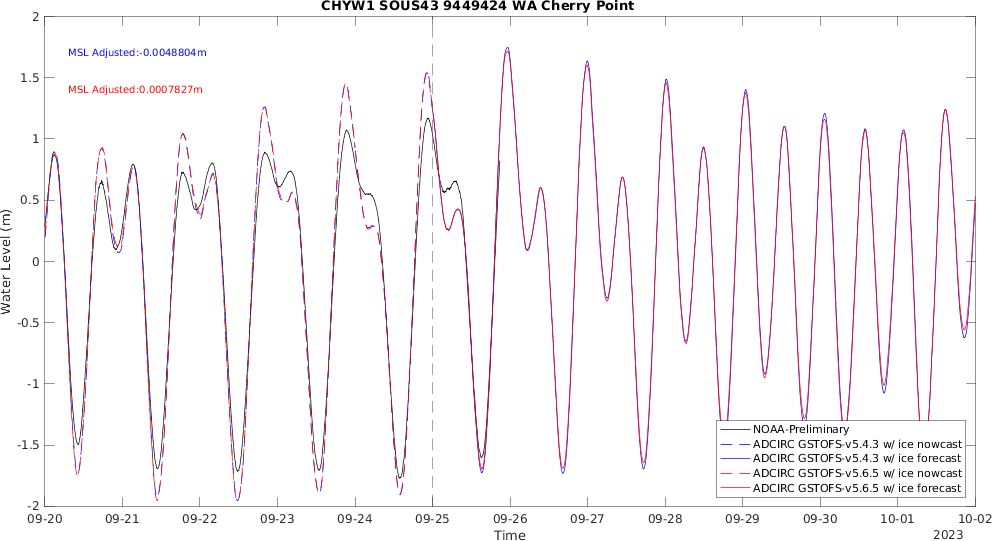 CHYW1 SOUS43 9449424 WA Cherry Point
MSL Adjusted:-0.0048804m
MSL Adjusted:0.0007827m
Water Level (m)
2
1.5
1
0.5
0
-0.5
-1
-1.5
-2
NOAA-Preliminary
ADCIRC GSTOFS-v5.4.3 w/ ice nowcast
ADCIRC GSTOFS-v5.4.3 w/ ice forecast
ADCIRC GSTOFS-v5.6.5 w/ ice nowcast
ADCIRC GSTOFS-v5.6.5 w/ ice forecast
09-20 09-21 09-22 09-23 09-24 09-25 09-26 09-27 09-28 09-29 09-30 10-01 10-02
Time
2023